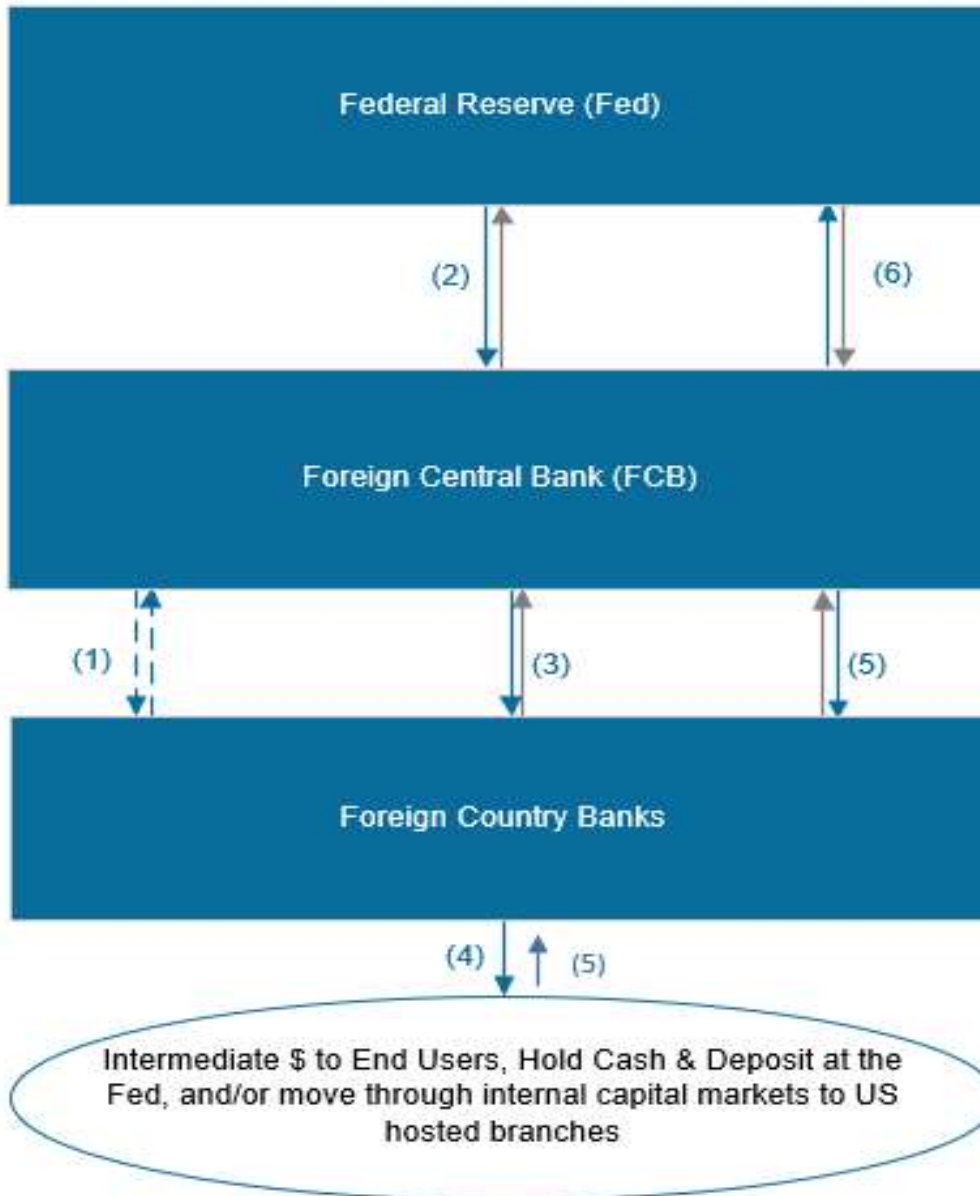 Federal Reserve (Fed)
(2)
(6)
Foreign Central Bank (FCB)
(1)
(3)
(5)
Foreign Country Banks
(4)
(5)
Intermediate $ to End Users, Hold Cash & Deposit at the
Fed, and/or move through internal capital markets to US
hosted branches